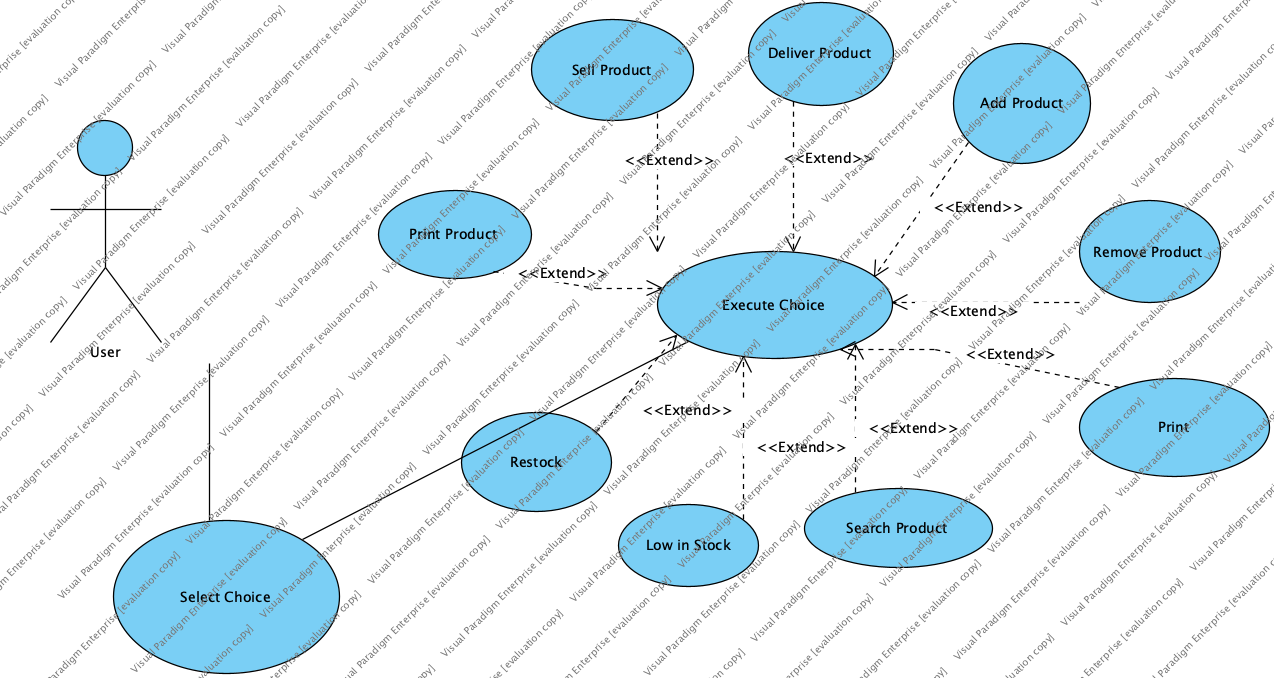 Sell Product
Deliver Product
Add Product
<<Extend>>
<<Extend>>
<<Extend>>
Print Product
<<Extend>>
Remove Product
Execute Choice
<<Extend>>
User
<<Extend>>
Print
<<Extend>>
<<Extend>>
<<Extend>>
Restock
Low in Stock
Search Product
Select Choice
Visual Paradigm Enterprise [evaluation copy]